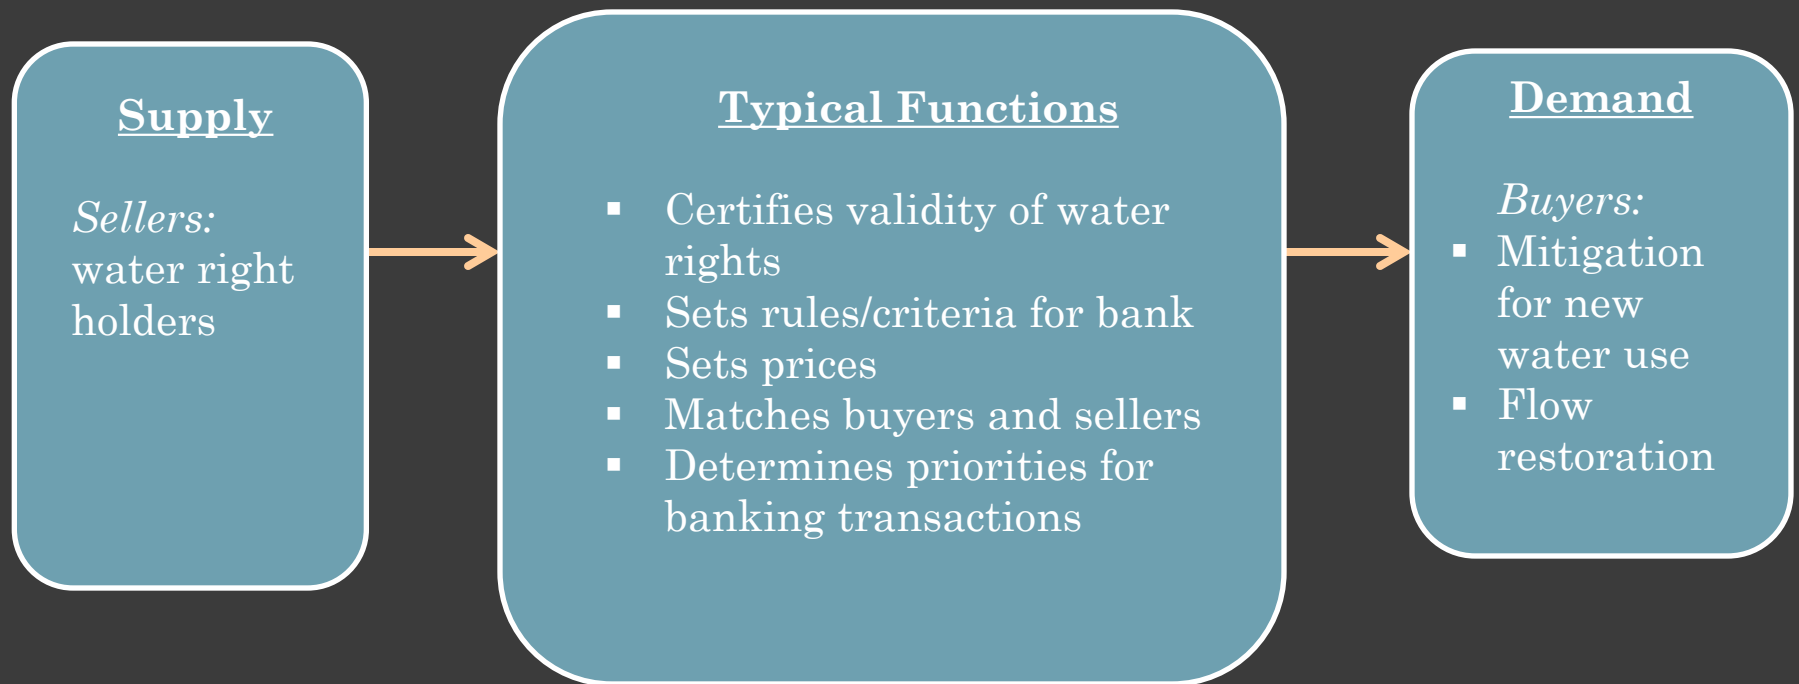 Supply
Sellers:
water right
holders
Typical Functions
▪ Certifies validity of water
rights
▪ Sets rules/criteria for bank
▪ Sets prices
▪ Matches buyers and sellers
▪ Determines priorities for
banking transactions
Demand
Buyers:
▪ Mitigation
for new
water use
▪ Flow
restoration